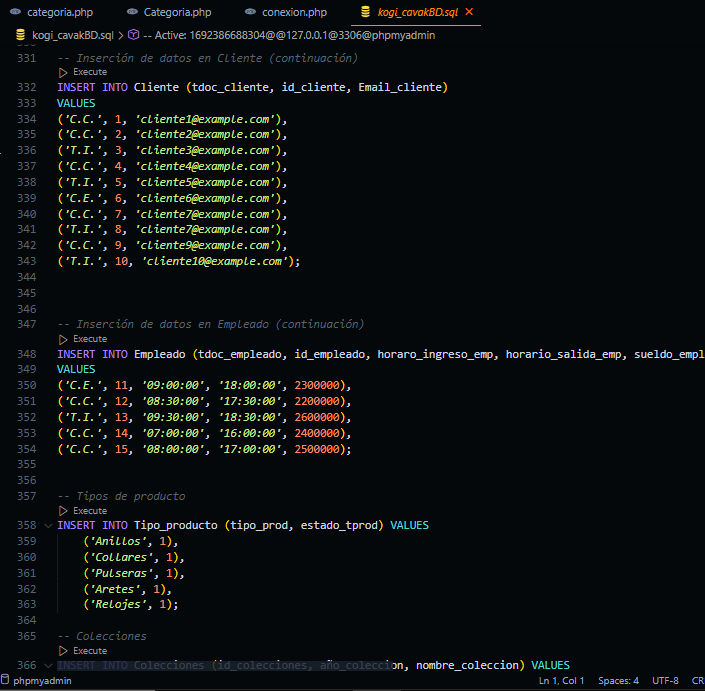 categoria.php Categoria.php conexion.php kogi_cavakBD.sql
kogi_cavakBD.sql > -- Active: 1692386688304@@127.0.0.1@3306@phpmyadmin
331 -- Inserción de datos en Cliente (continuación)
Execute
332 INSERT INTO Cliente (tdoc_cliente, id_cliente, Email_cliente)
333 VALUES
334 ('C.C.', 1, 'cliente1@example.com'),
335 ('C.C.', 2, 'cliente2@example.com'),
336 ('T.I.', 3, 'cliente3@example.com'),
337 ('C.C.', 4, 'cliente4@example.com'),
338 ('T.I.', 5, 'cliente5@example.com'),
339 ('C.E.', 6, 'cliente6@example.com'),
340 ('C.C.', 7, 'cliente7@example.com'),
341 ('T.I.', 8, 'cliente7@example.com'),
342 ('C.C.', 9, 'cliente9@example.com'),
343 ('T.I.', 10, 'cliente10@example.com');
344
345
346
347 -- Inserción de datos en Empleado (continuación)
Execute
348 INSERT INTO Empleado (tdoc_empleado, id_empleado, horaro_ingreso_emp, horario_salida_emp, sueldo_empl
349 VALUES
350 ('C.E.', 11, '09:00:00', '18:00:00', 2300000),
351 ('C.C.', 12, '08:30:00', '17:30:00', 2200000),
352 ('T.I.', 13, '09:30:00', '18:30:00', 2600000),
353 ('C.C.', 14, '07:00:00', '16:00:00', 2400000),
354 ('C.C.', 15, '08:00:00', '17:00:00', 2500000);
355
356
357 -- Tipos de producto
Execute
358 INSERT INTO Tipo_producto (tipo_prod, estado_tprod) VALUES
359 ('Anillos', 1),
360 ('Collares', 1),
361 ('Pulseras', 1),
362 ('Aretes', 1),
363 ('Relojes', 1);
364
365 -- Colecciones
Execute
366 INSERT INTO Colecciones (id_colecciones, año_coleccion, nombre_coleccion) VALUES
phpmyadmin Ln 1, Col 1 Spaces: 4 UTF-8 CR